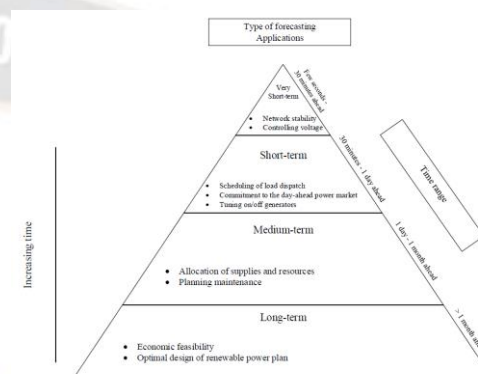 Type of forecasting
Applications
Very
Short-term
Few seconds -
30 minutes ahead
• Network stability
• Controlling voltage
Short-term
30 minutes - 1 day ahead
• Scheduling of load dispatch
• Commitment to the day-ahead power market
• Tuning on/off generators
Time range
Medium-term
1 day - 1 month ahead
• Allocation of supplies and resources
• Planning maintenance
Increasing time
Long-term
> 1 month
• Economic feasibility
• Optimal design of renewable power plan